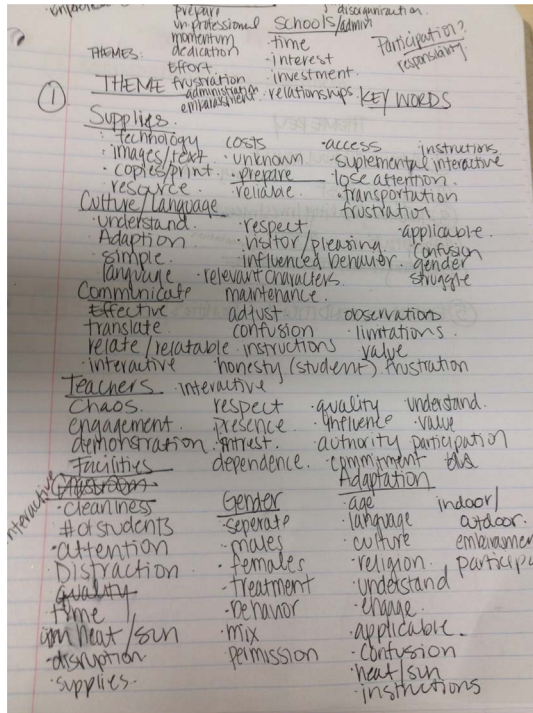 prepare disorganization
unprofessional Schools/admin
momentum ·time Participation?
THEMES: dedication ·interest responsibility
Effort ·investment.
① THEME frustration ·relationships. KEY WORDS
administration
embarassment
Supplies.
·technology costs ·access instructions
·images/text ·unknown ·suplemental interactive
·copies/print ·prepare lose attention.
resource. reliable ·transportation
Culture/Language frustration
·understand. ·respect. ·applicable.
Adaption ·visitor/pleasing. confusion
·simple. influenced behavior. gender
language ·relevant characters. struggle
Communicate maintenance.
Effective adjust observations
translate confusion ·limitations.
relate/relatable instructions value
·interactive honesty (student). frustration
Teachers ·interactive
Chaos. respect ·quality understand.
engagement. presence ·influence ·value
demonstration. intrest. authority participation
Facilities dependence. ·commitment
Adaptation
interactive
·cleanliness Gender ·age indoor/
#of students ·seperate ·language outdoor.
·attention ·males ·culture
Distraction ·females ·religion.
quality ·treatment ·understand
time ·behavior ·engage.
heat/sun ·mix ·applicable.
·disruption ·permission ·confusion
·supplies. ·heat/sun
·instructions